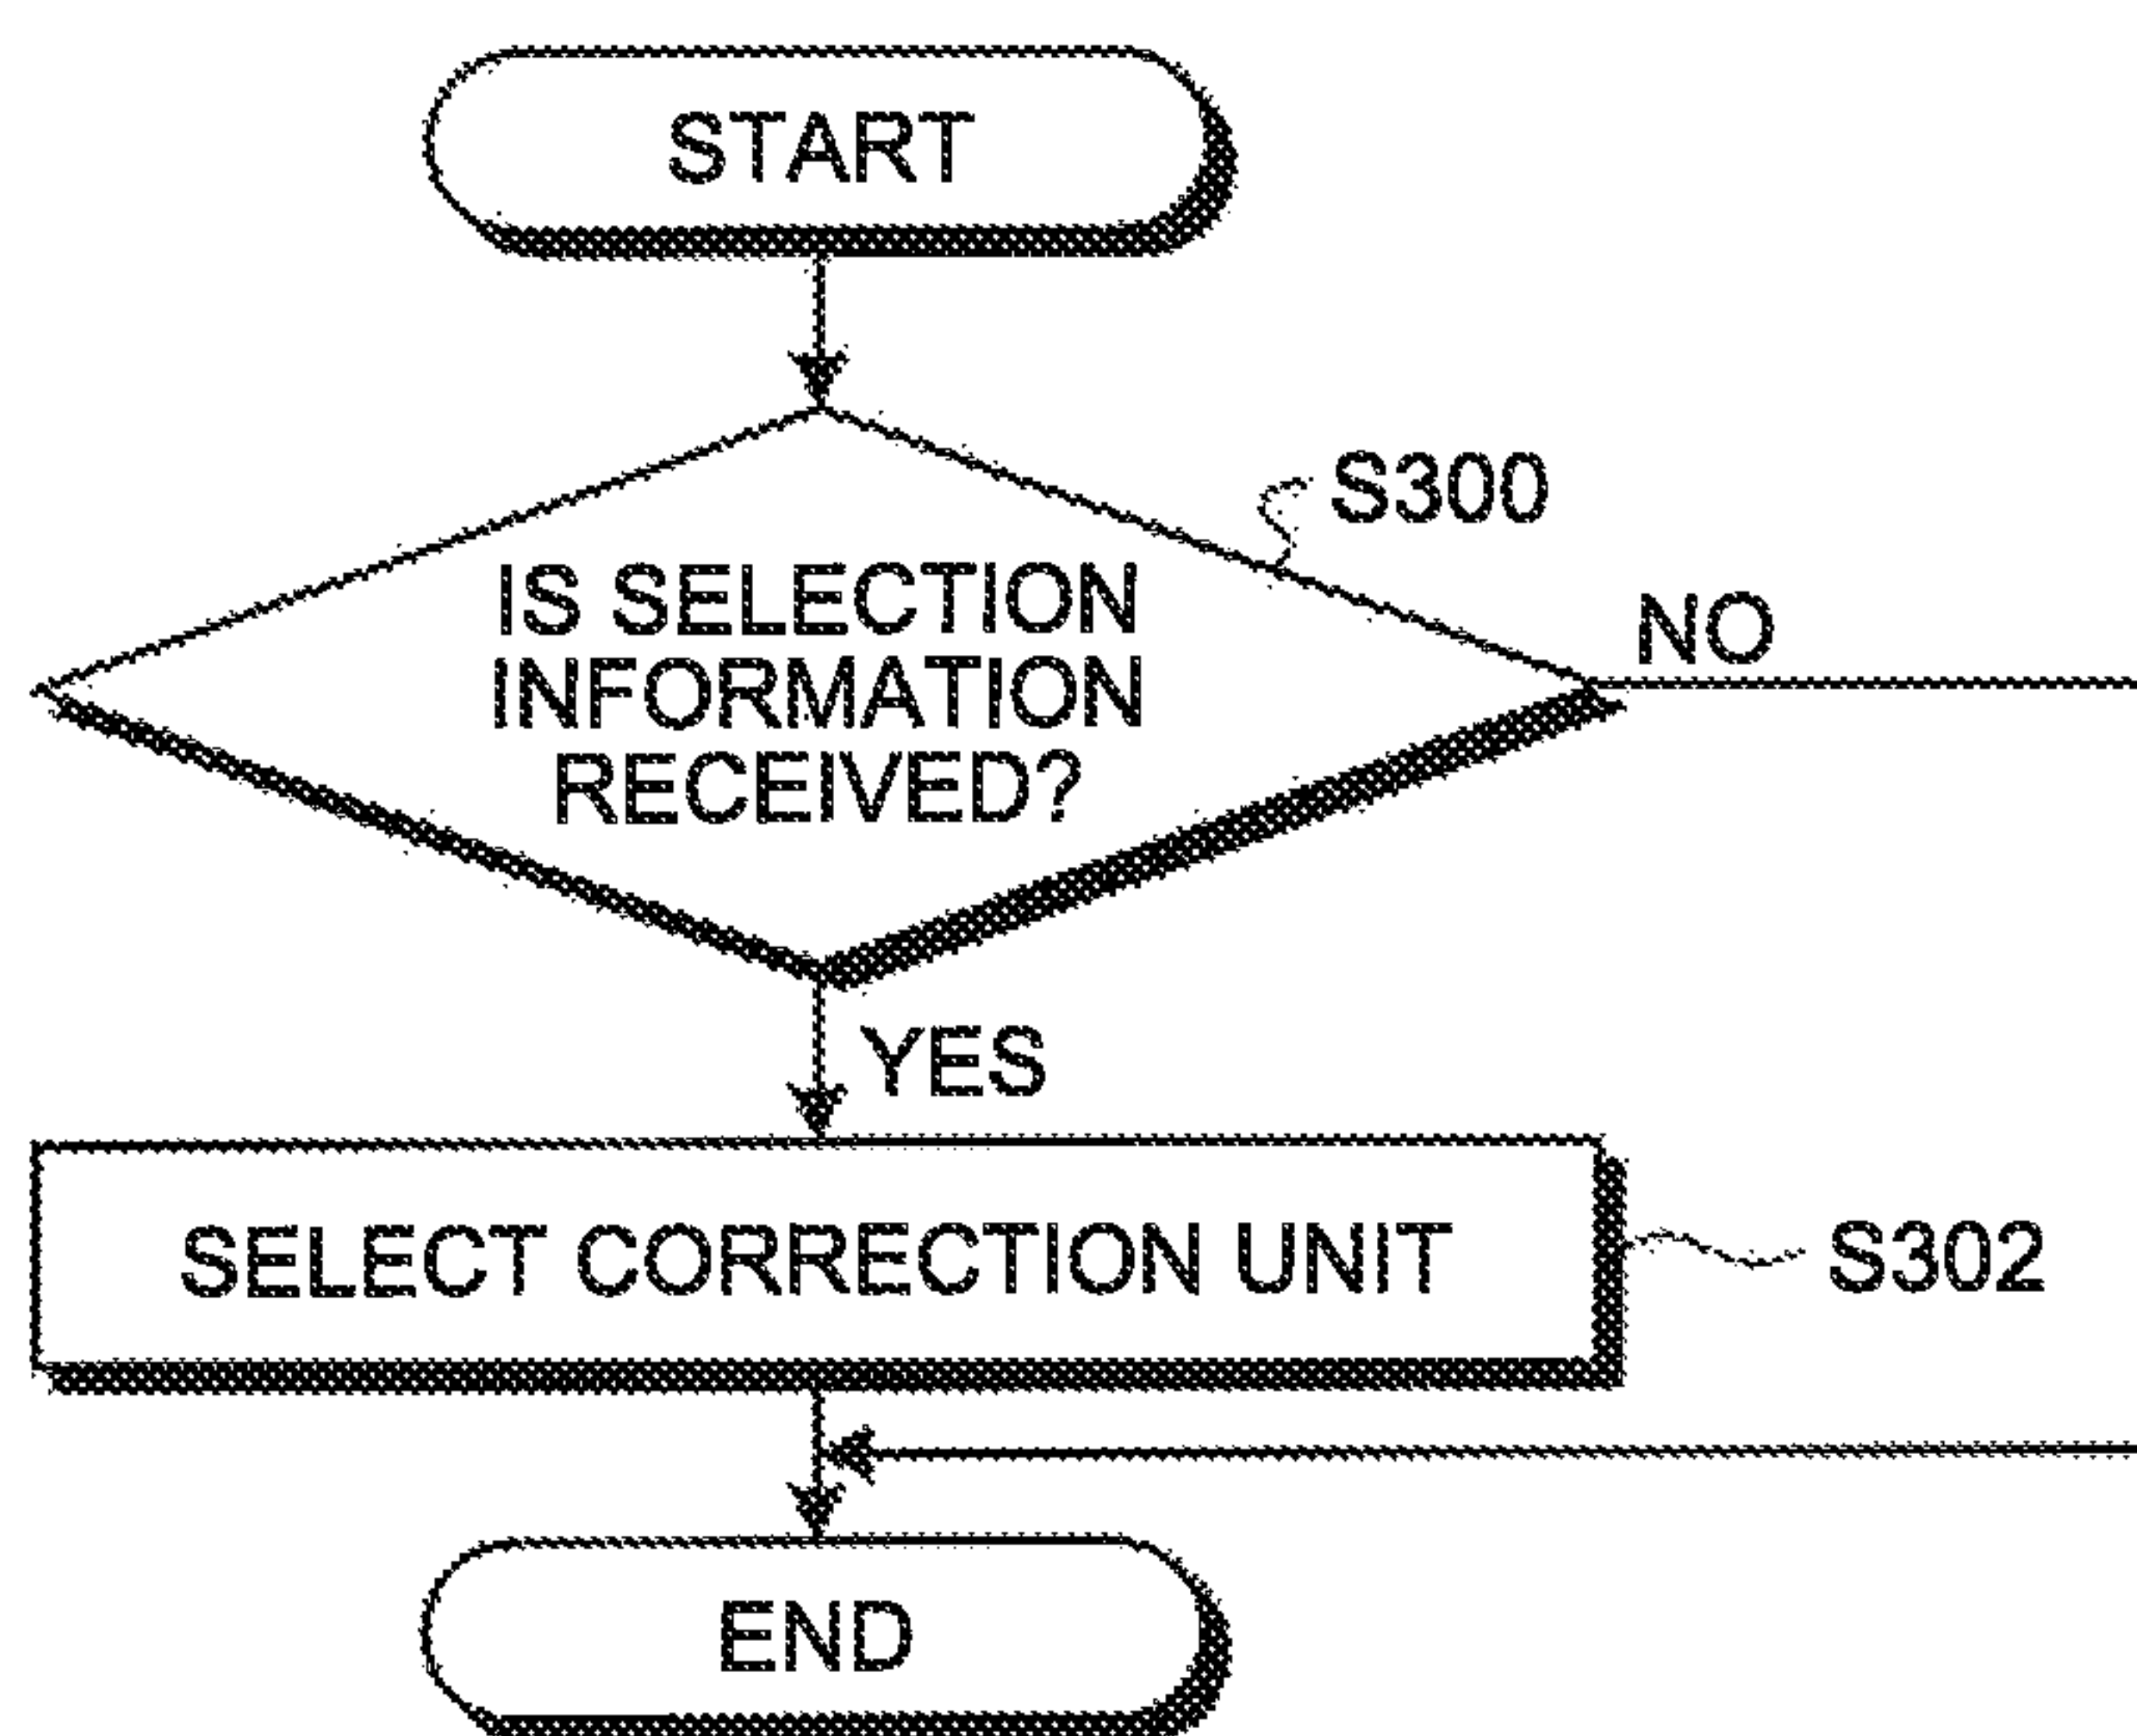 START
S300
IS SELECTION
INFORMATION
RECEIVED?
NO
YES
SELECT CORRECTION UNIT
S302
END